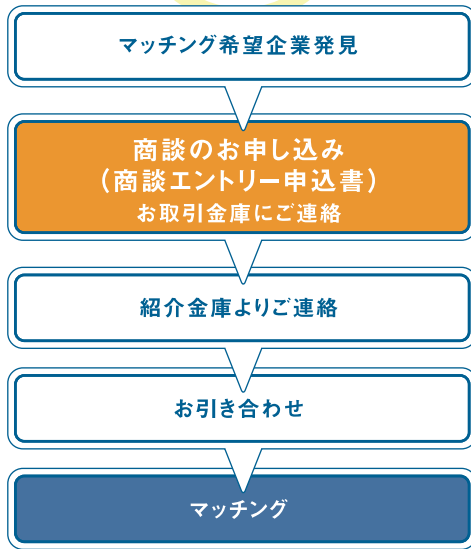 マッチング希望企業発見
商談のお申し込み
（商談エントリー申込書）
お取引金庫にご連絡
紹介金庫よりご連絡
お引き合わせ
マッチング